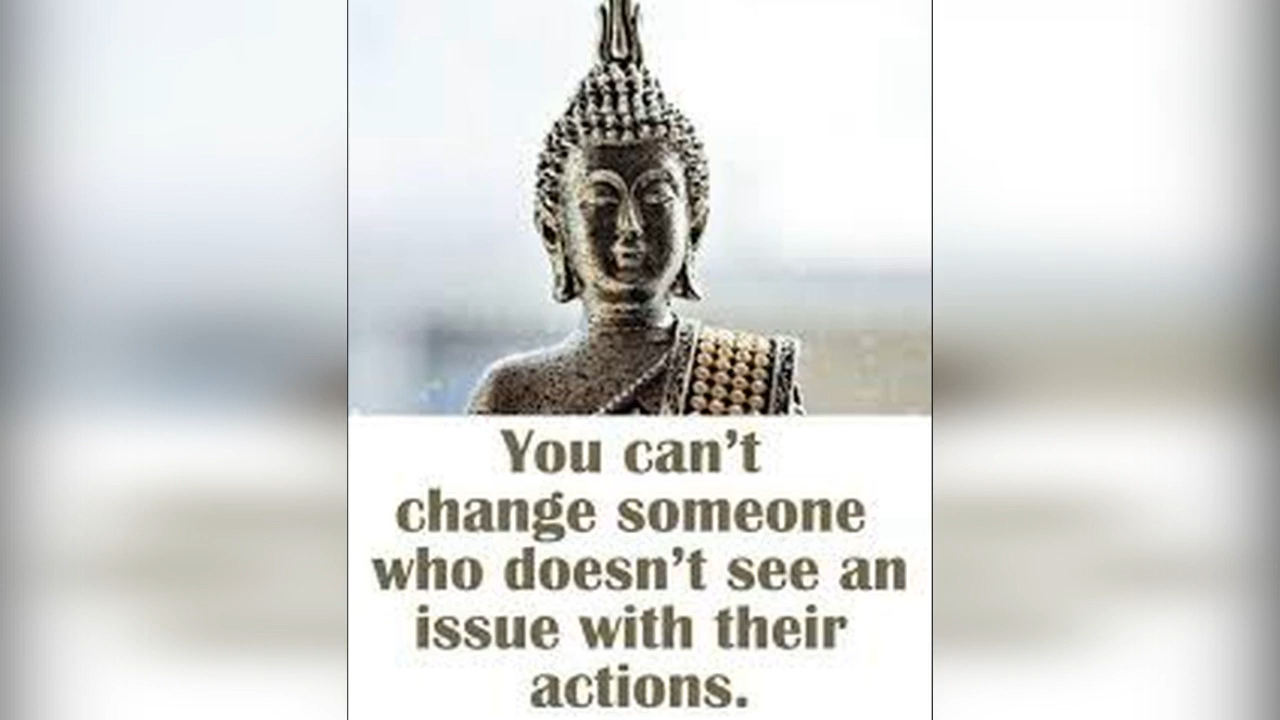 You can’t
change someone
who doesn’t see an
issue with their
actions.